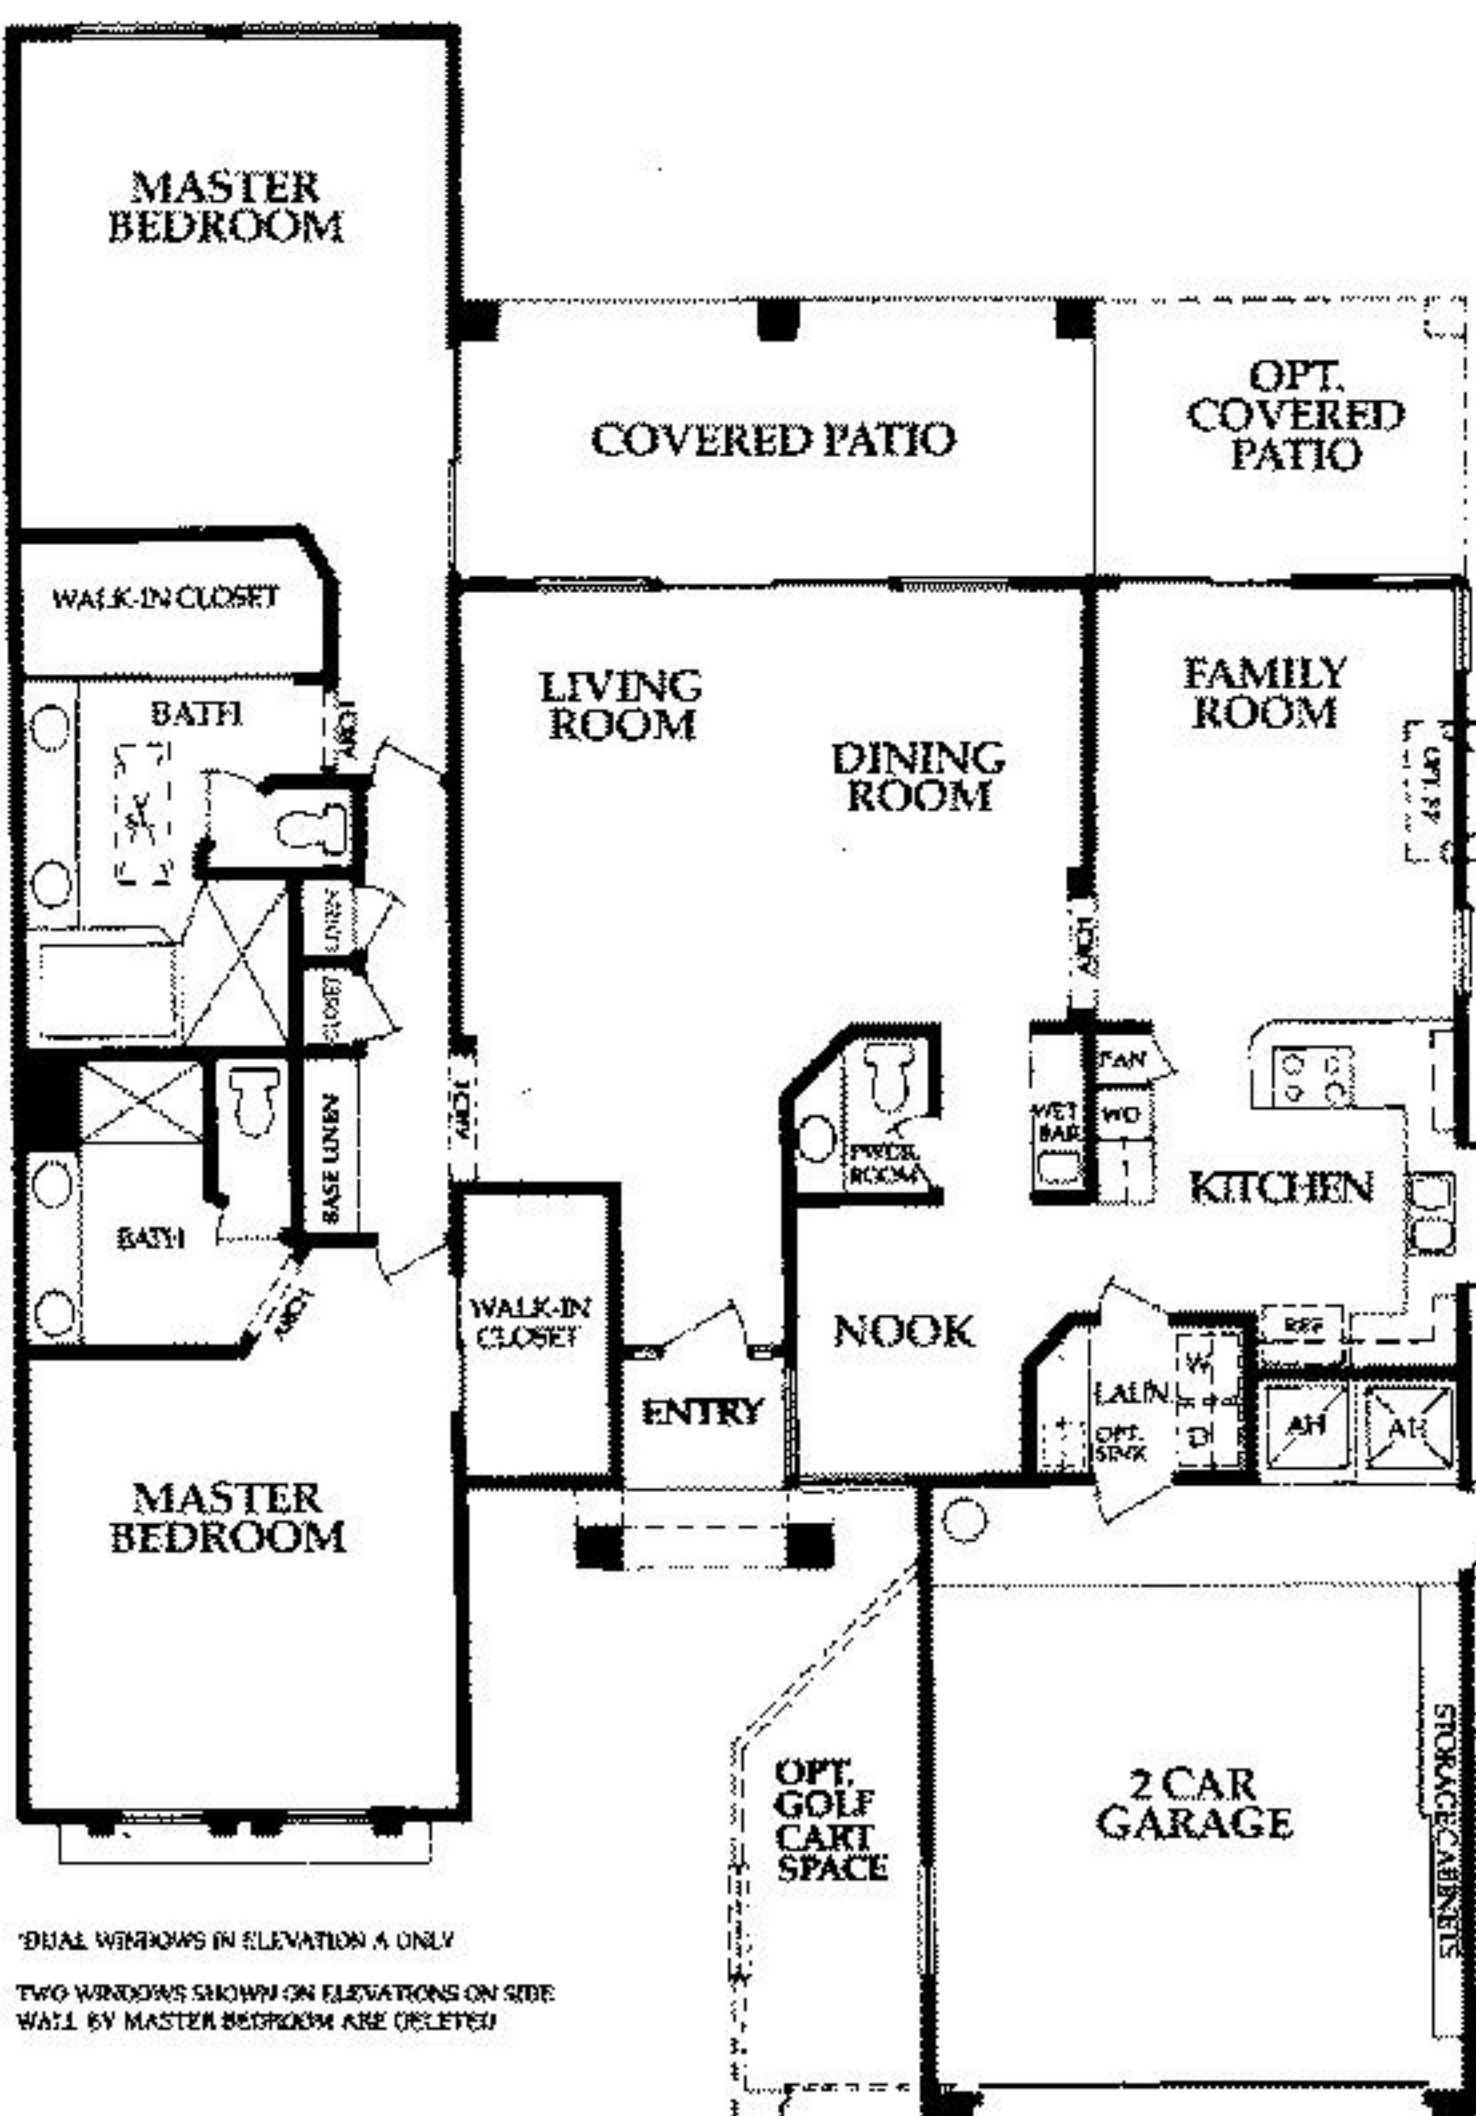 MASTER
BEDROOM
COVERED PATIO
OPT.
COVERED
PATIO
WALK-IN CLOSET
BATH
ARCH
LIVING
ROOM
DINING
ROOM
FAMILY
ROOM
OPT. FP
LINEN
CLOSET
ARCH
ARCH
PAN
WO
WET
BAR
PWDR.
ROOM
KITCHEN
BASE LINEN
BATH
ARCH
WALK-IN
CLOSET
NOOK
REF
ENTRY
LAUN.
W
D
OPT.
SINK
AH
AH
MASTER
BEDROOM
OPT.
GOLF
CART
SPACE
2 CAR
GARAGE
STORAGE CABINETS
*DUAL WINDOWS IN ELEVATION A ONLY
TWO WINDOWS SHOWN ON ELEVATIONS ON SIDE
WALL BY MASTER BEDROOM ARE DELETED